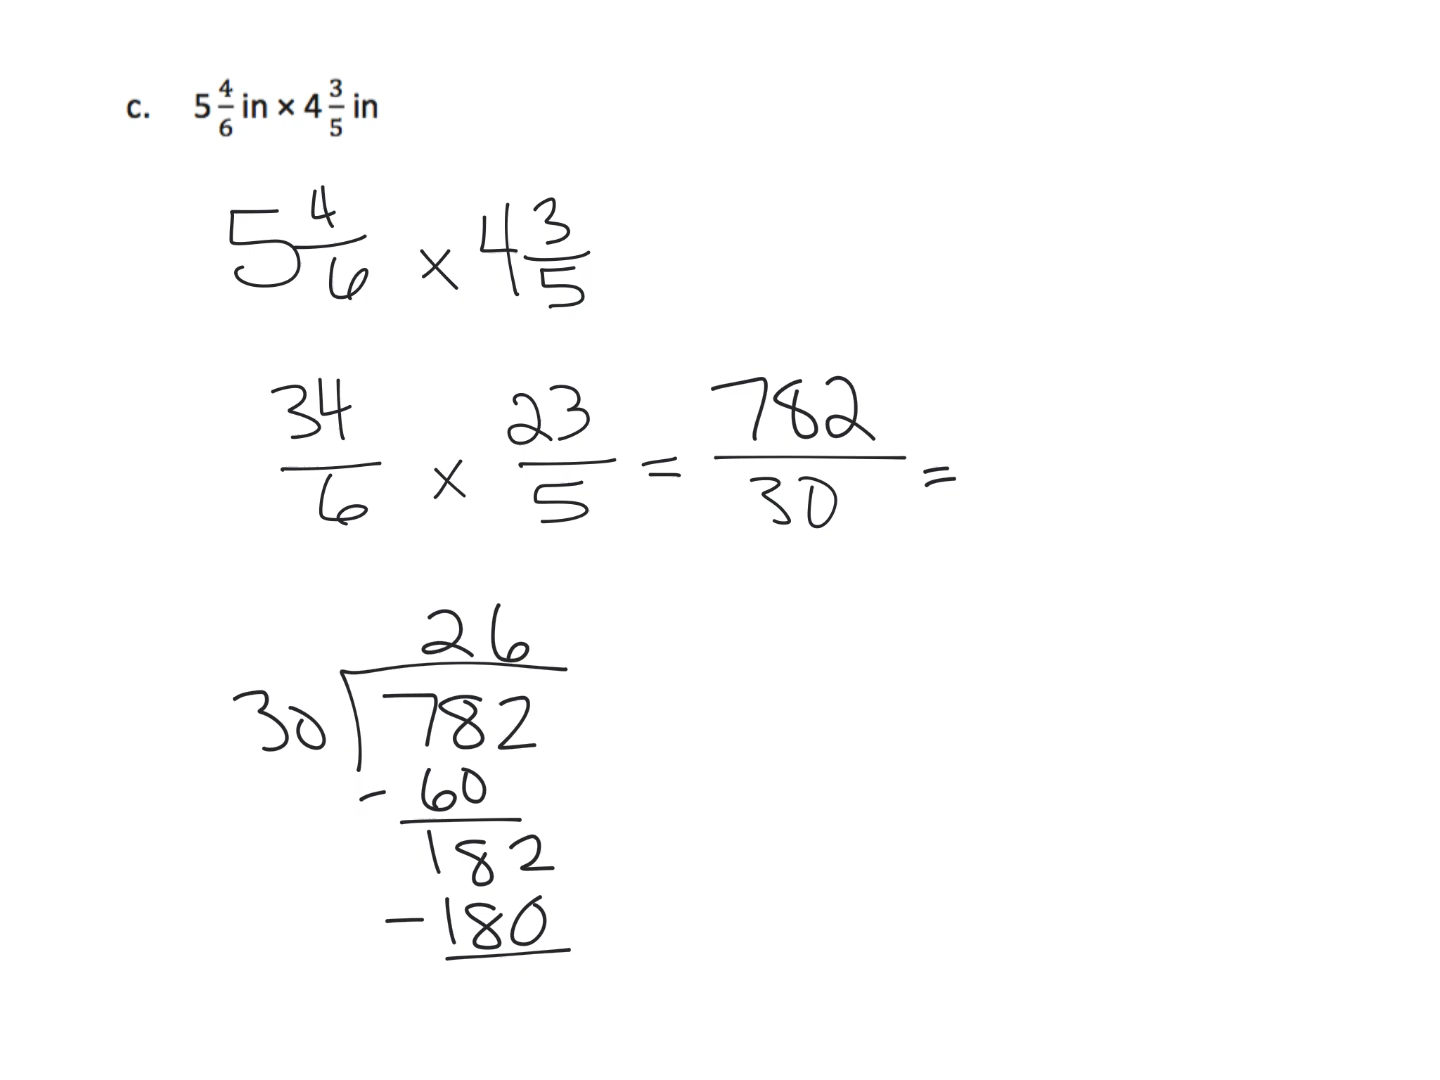 c. 5 4/6 in × 4 3/5 in
5 4/6 × 4 3/5
34/6 × 23/5 = 782/30 =
26
30 782
- 60
182
- 180